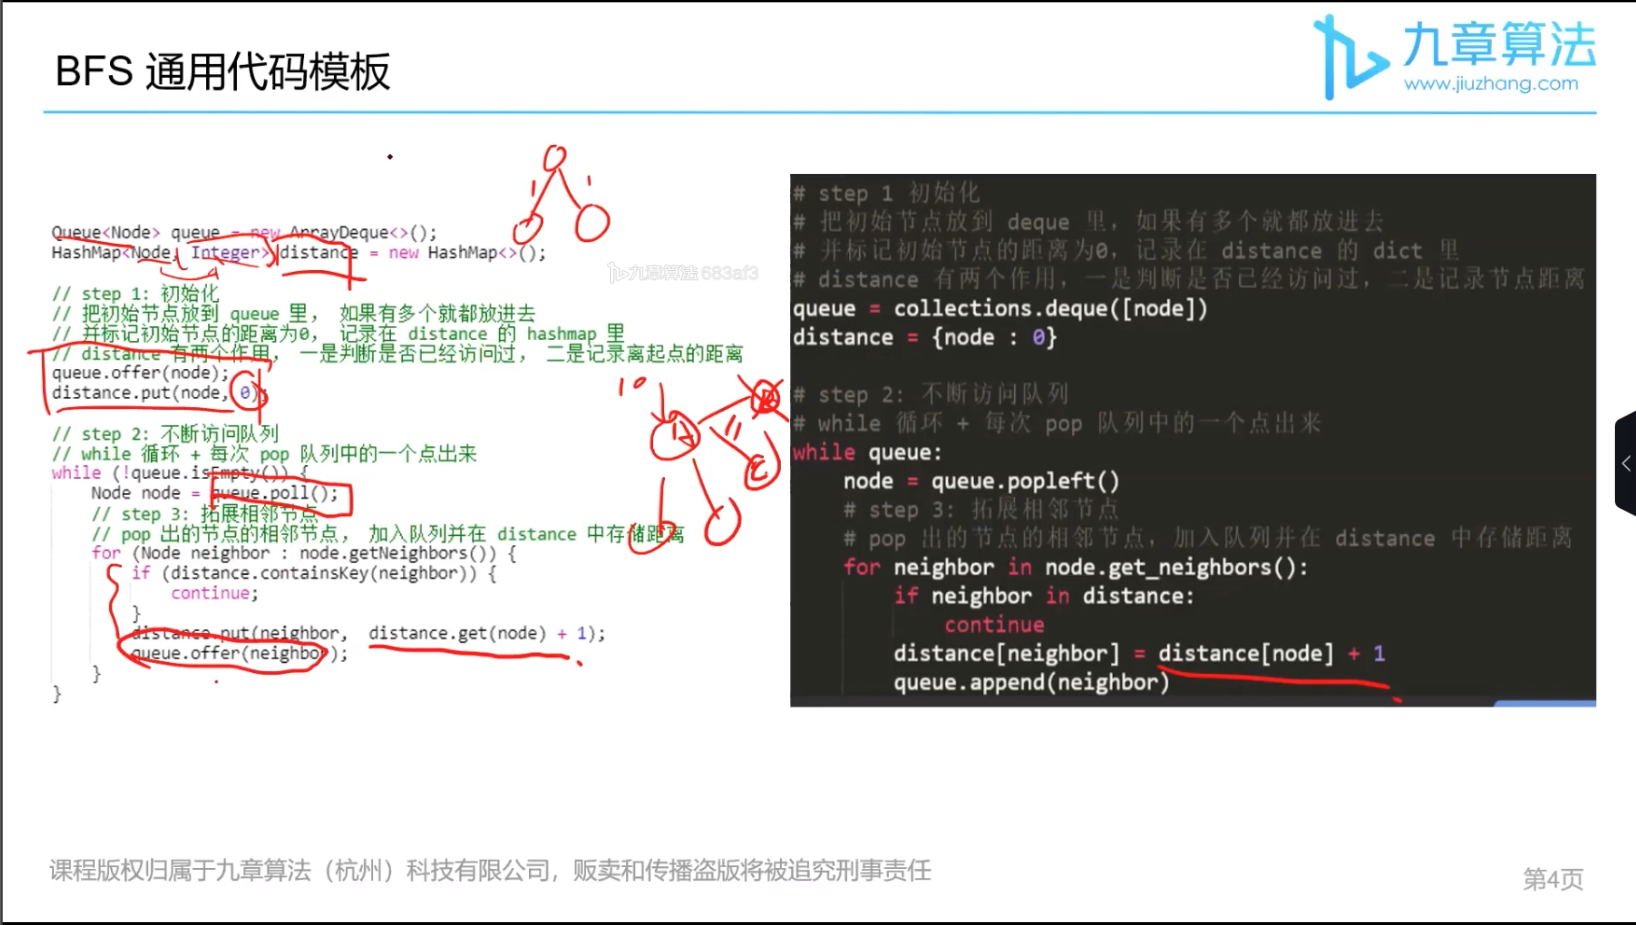 BFS 通用代码模板
九章算法
www.jiuzhang.com
Queue<Node> queue = new ArrayDeque<>();
HashMap<Node, Integer> distance = new HashMap<>();
九章算法 683af3
// step 1: 初始化
// 把初始节点放到 queue 里, 如果有多个就都放进去
// 并标记初始节点的距离为0, 记录在 distance 的 hashmap 里
// distance 有两个作用, 一是判断是否已经访问过, 二是记录离起点的距离
queue.offer(node);
distance.put(node, 0);
// step 2: 不断访问队列
// while 循环 + 每次 pop 队列中的一个点出来
while (!queue.isEmpty()) {
Node node = queue.poll();
// step 3: 拓展相邻节点
// pop 出的节点的相邻节点, 加入队列并在 distance 中存储距离
for (Node neighbor : node.getNeighbors()) {
if (distance.containsKey(neighbor)) {
continue;
}
distance.put(neighbor, distance.get(node) + 1);
queue.offer(neighbor);
}
}
1
1
10
A
11
# step 1 初始化
# 把初始节点放到 deque 里，如果有多个就都放进去
# 并标记初始节点的距离为0，记录在 distance 的 dict 里
# distance 有两个作用，一是判断是否已经访问过，二是记录节点距离
queue = collections.deque([node])
distance = {node : 0}
# step 2: 不断访问队列
# while 循环 + 每次 pop 队列中的一个点出来
while queue:
node = queue.popleft()
# step 3: 拓展相邻节点
# pop 出的节点的相邻节点，加入队列并在 distance 中存储距离
for neighbor in node.get_neighbors():
if neighbor in distance:
continue
distance[neighbor] = distance[node] + 1
queue.append(neighbor)
课程版权归属于九章算法（杭州）科技有限公司，贩卖和传播盗版将被追究刑事责任
第4页